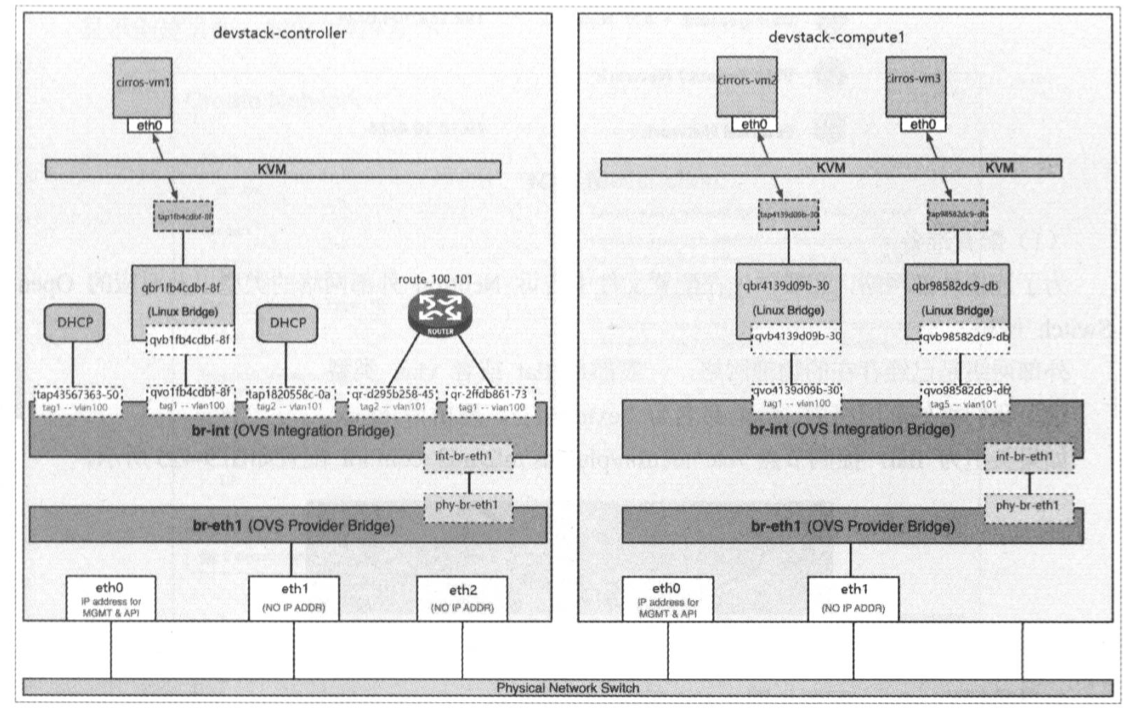 devstack-controller
cirros-vm1
eth0
KVM
tap1fb4cdbf-8f
qbr1fb4cdbf-8f
(Linux Bridge)
qvb1fb4cdbf-8f
DHCP
DHCP
route_100_101
ROUTER
tap43567363-50
tag1 -- vlan100
qvo1fb4cdbf-8f
tag1 -- vlan100
tap1820558c-0a
tag2 -- vlan101
qr-d295b258-45
tag2 -- vlan101
qr-2ffdb861-73
tag1 -- vlan100
br-int (OVS Integration Bridge)
int-br-eth1
phy-br-eth1
br-eth1 (OVS Provider Bridge)
eth0
IP address for
MGMT & API
eth1
(NO IP ADDR)
eth2
(NO IP ADDR)
devstack-compute1
cirrors-vm2
eth0
cirros-vm3
eth0
KVM
KVM
tap4139d09b-30
tap98582dc9-db
qbr4139d09b-30
(Linux Bridge)
qvb4139d09b-30
qbr98582dc9-db
(Linux Bridge)
qvb98582dc9-db
qvo4139d09b-30
tag1 -- vlan100
qvo98582dc9-db
tag5 -- vlan101
br-int (OVS Integration Bridge)
int-br-eth1
phy-br-eth1
br-eth1 (OVS Provider Bridge)
eth0
IP address for
MGMT & API
eth1
(NO IP ADDR)
Physical Network Switch